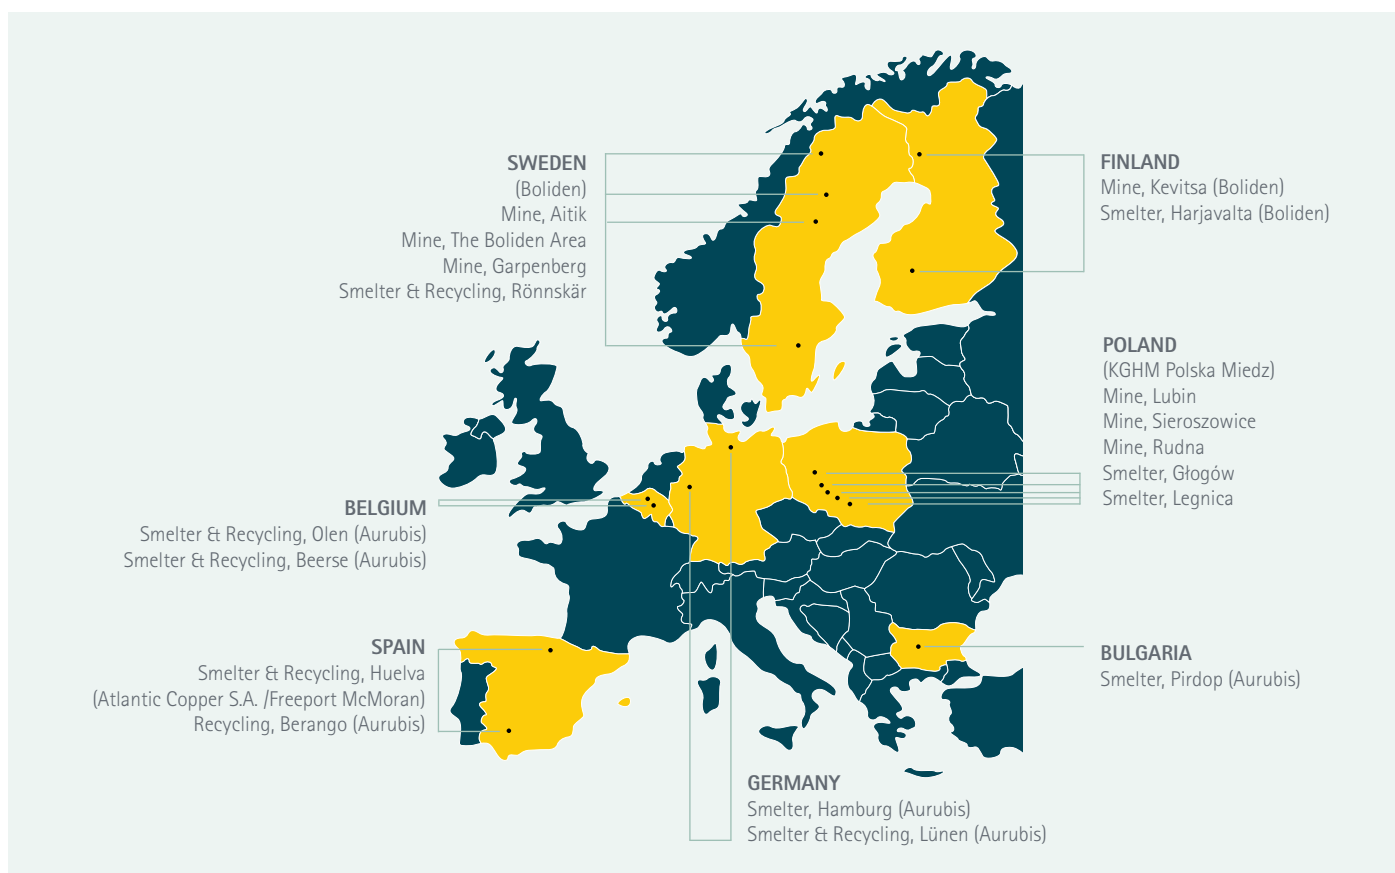 SWEDEN
(Boliden)
Mine, Aitik
Mine, The Boliden Area
Mine, Garpenberg
Smelter & Recycling, Rönnskär
FINLAND
Mine, Kevitsa (Boliden)
Smelter, Harjavalta (Boliden)
POLAND
(KGHM Polska Miedz)
Mine, Lubin
Mine, Sieroszowice
Mine, Rudna
Smelter, Głogów
Smelter, Legnica
BELGIUM
Smelter & Recycling, Olen (Aurubis)
Smelter & Recycling, Beerse (Aurubis)
SPAIN
Smelter & Recycling, Huelva
(Atlantic Copper S.A. /Freeport McMoran)
Recycling, Berango (Aurubis)
BULGARIA
Smelter, Pirdop (Aurubis)
GERMANY
Smelter, Hamburg (Aurubis)
Smelter & Recycling, Lünen (Aurubis)